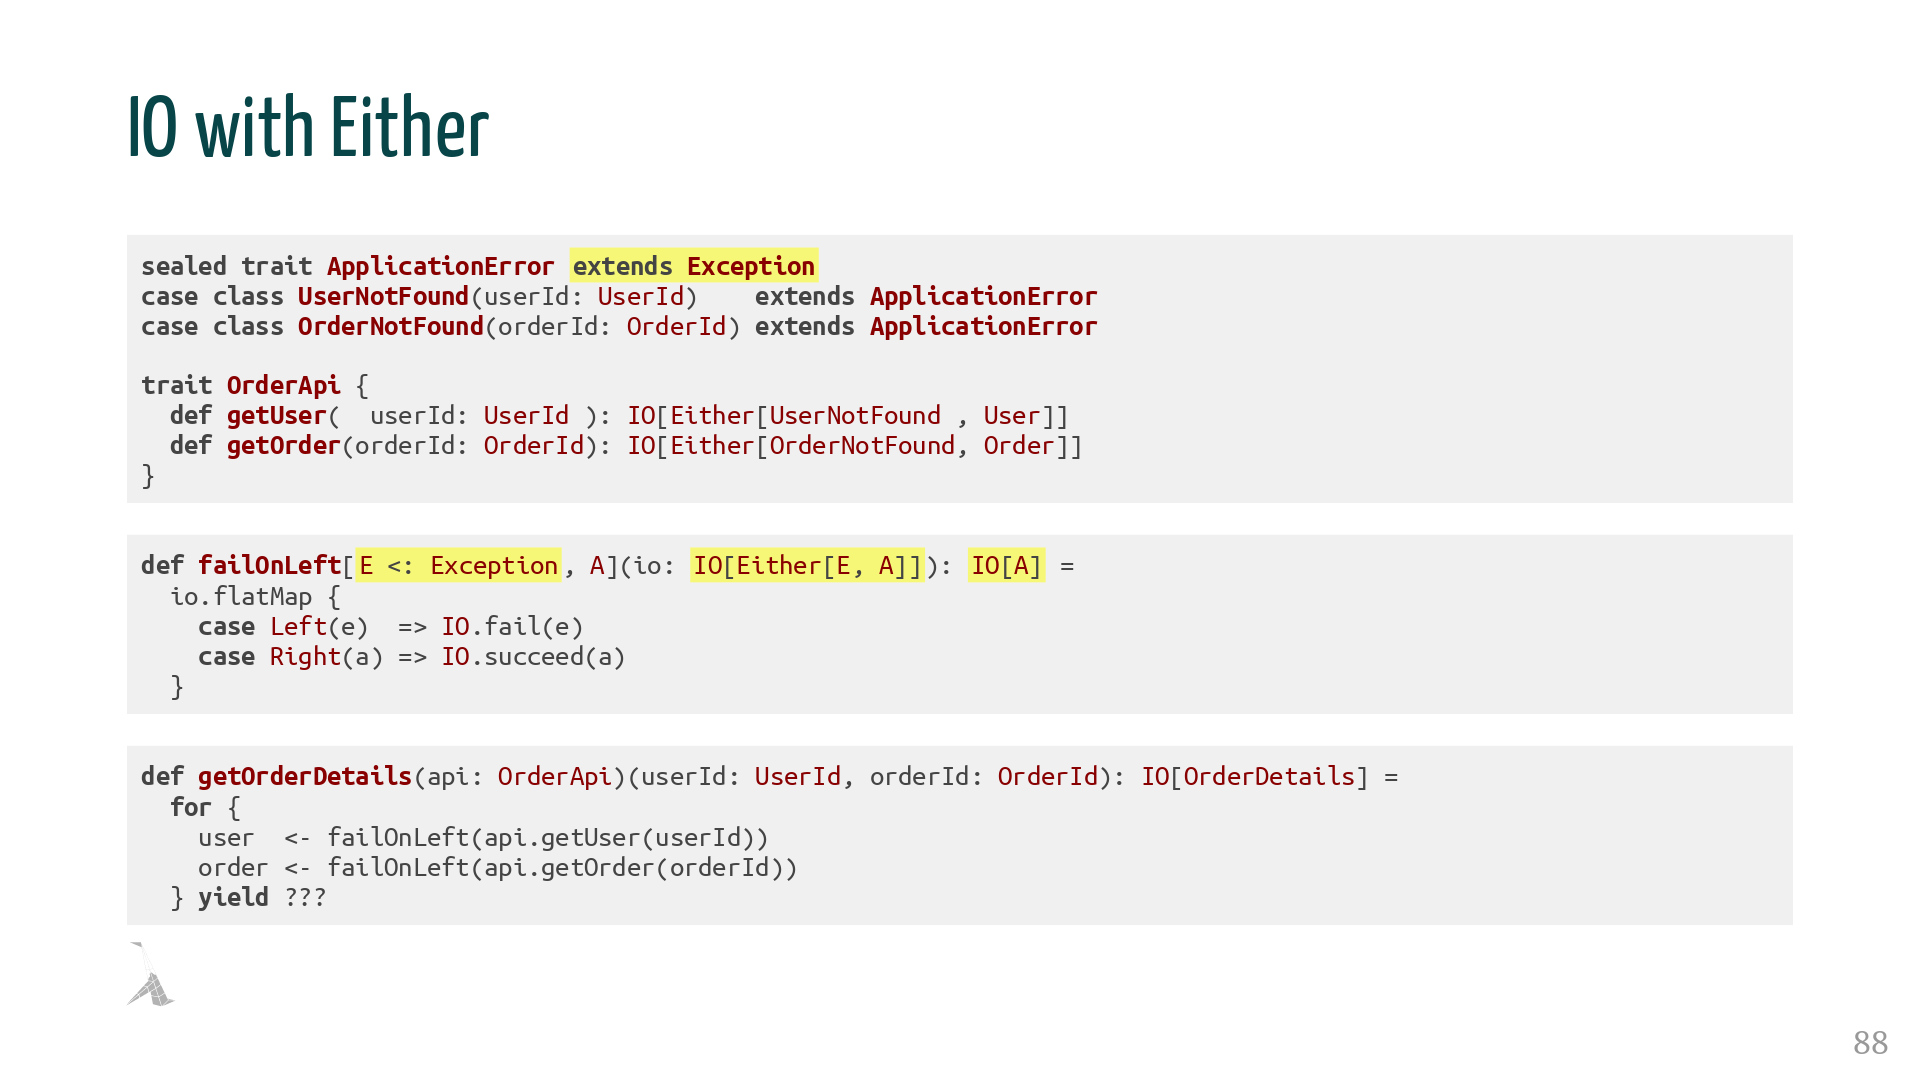 IO with Either
sealed trait ApplicationError extends Exception
case class UserNotFound(userId: UserId)    extends ApplicationError
case class OrderNotFound(orderId: OrderId) extends ApplicationError
trait OrderApi {
  def getUser(  userId: UserId ): IO[Either[UserNotFound , User]]
  def getOrder(orderId: OrderId): IO[Either[OrderNotFound, Order]]
}
def failOnLeft[E <: Exception, A](io: IO[Either[E, A]]): IO[A] =
  io.flatMap {
    case Left(e)  => IO.fail(e)
    case Right(a) => IO.succeed(a)
  }
def getOrderDetails(api: OrderApi)(userId: UserId, orderId: OrderId): IO[OrderDetails] =
  for {
    user  <- failOnLeft(api.getUser(userId))
    order <- failOnLeft(api.getOrder(orderId))
  } yield ???
88